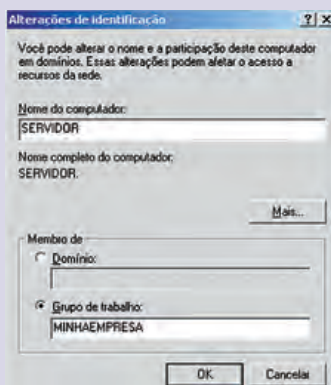 Alterações de identificação
Você pode alterar o nome e a participação deste computador
em domínios. Essas alterações podem afetar o acesso a
recursos da rede.
Nome do computador:
SERVIDOR
Nome completo do computador:
SERVIDOR.
Mais...
Membro de
Domínio:
Grupo de trabalho:
MINHAEMPRESA
OK Cancelar